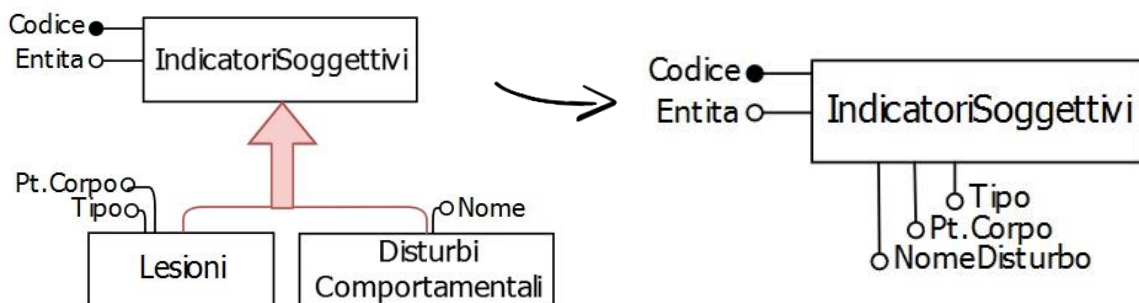 Codice
Entita
IndicatoriSoggettivi
Pt.Corpo
Tipo
Lesioni
Nome
Disturbi
Comportamentali
Codice
Entita
IndicatoriSoggettivi
Tipo
Pt.Corpo
NomeDisturbo